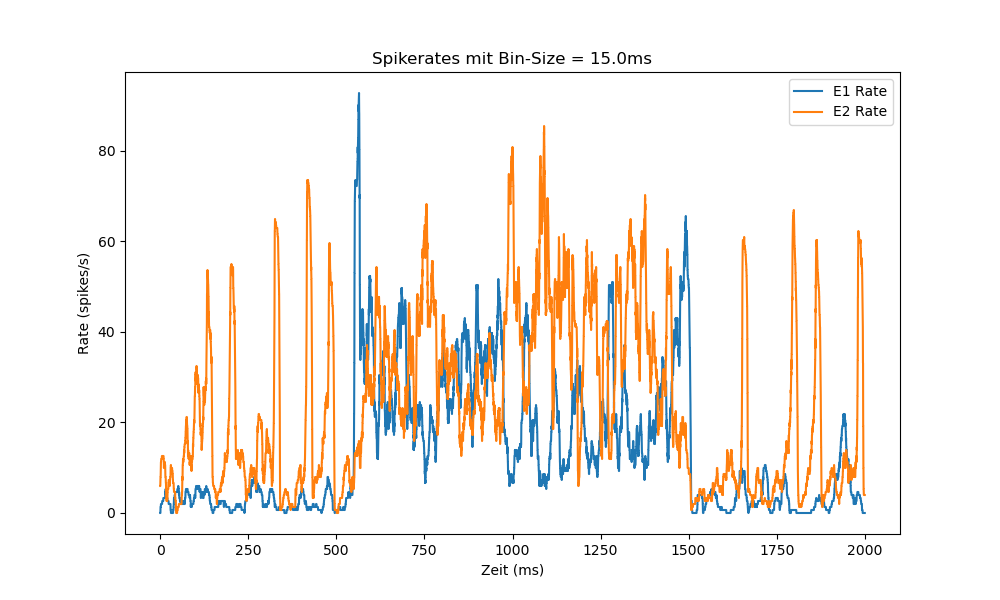 Spikerates mit Bin-Size = 15.0ms
E1 Rate
E2 Rate
Rate (spikes/s)
80
60
40
20
0
0 250 500 750 1000 1250 1500 1750 2000
Zeit (ms)